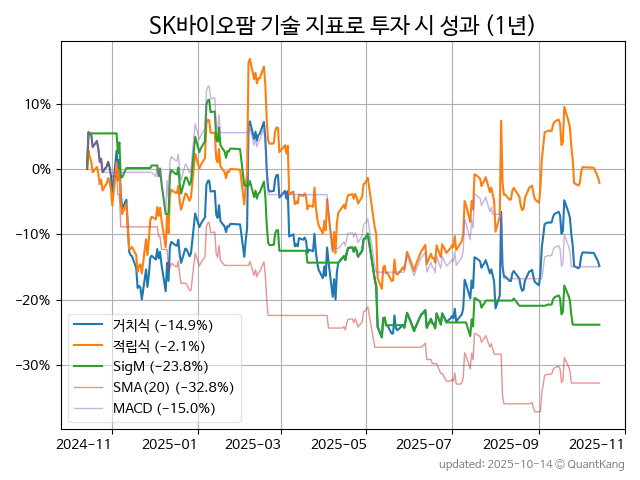 SK바이오팜 기술 지표로 투자 시 성과 (1년)
10%
0%
−10%
−20%
−30%
거치식 (−14.9%)
적립식 (−2.1%)
SigM (−23.8%)
SMA(20) (−32.8%)
MACD (−15.0%)
2024-11 2025-01 2025-03 2025-05 2025-07 2025-09 2025-11
updated: 2025-10-14 © QuantKang